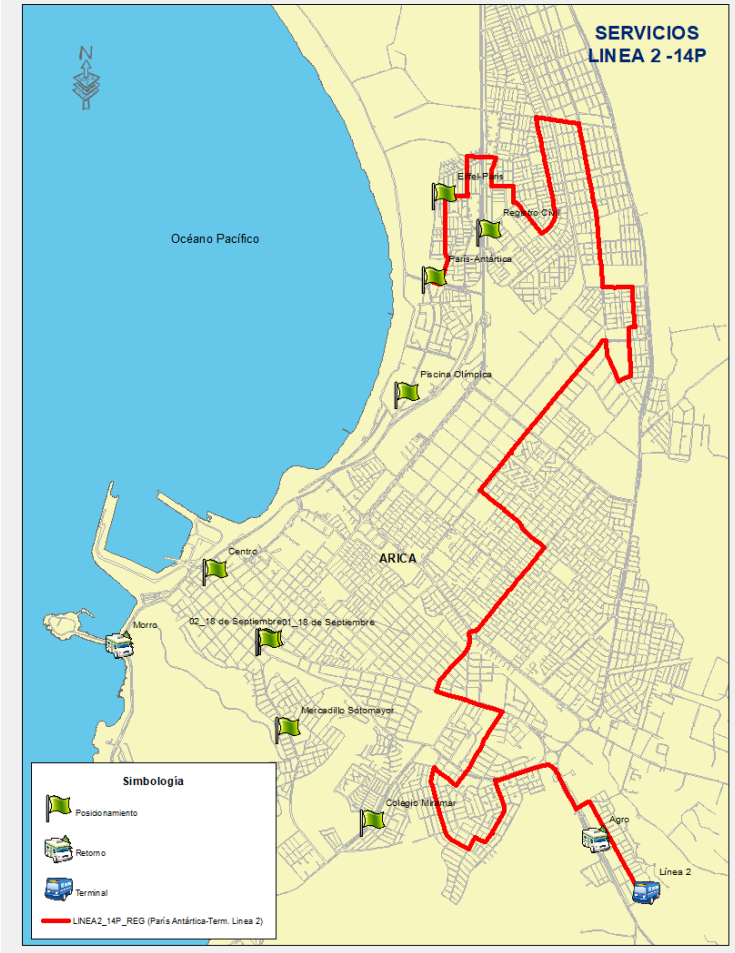 SERVICIOS
LINEA 2 -14P
N
Eiffel-Paris
Registro Civil
Océano Pacífico
Paris-Antártica
Piscina Olímpica
Centro
ARICA
Morro
02_18 de Septiembre
01_18 de Septiembre
Mercadillo Sotomayor
Colegio Miramar
Agro
Línea 2
Simbologia
Posicionamiento
Retorno
Terminal
LINEA2_14P_REG (París Antártica-Term. Linea 2)